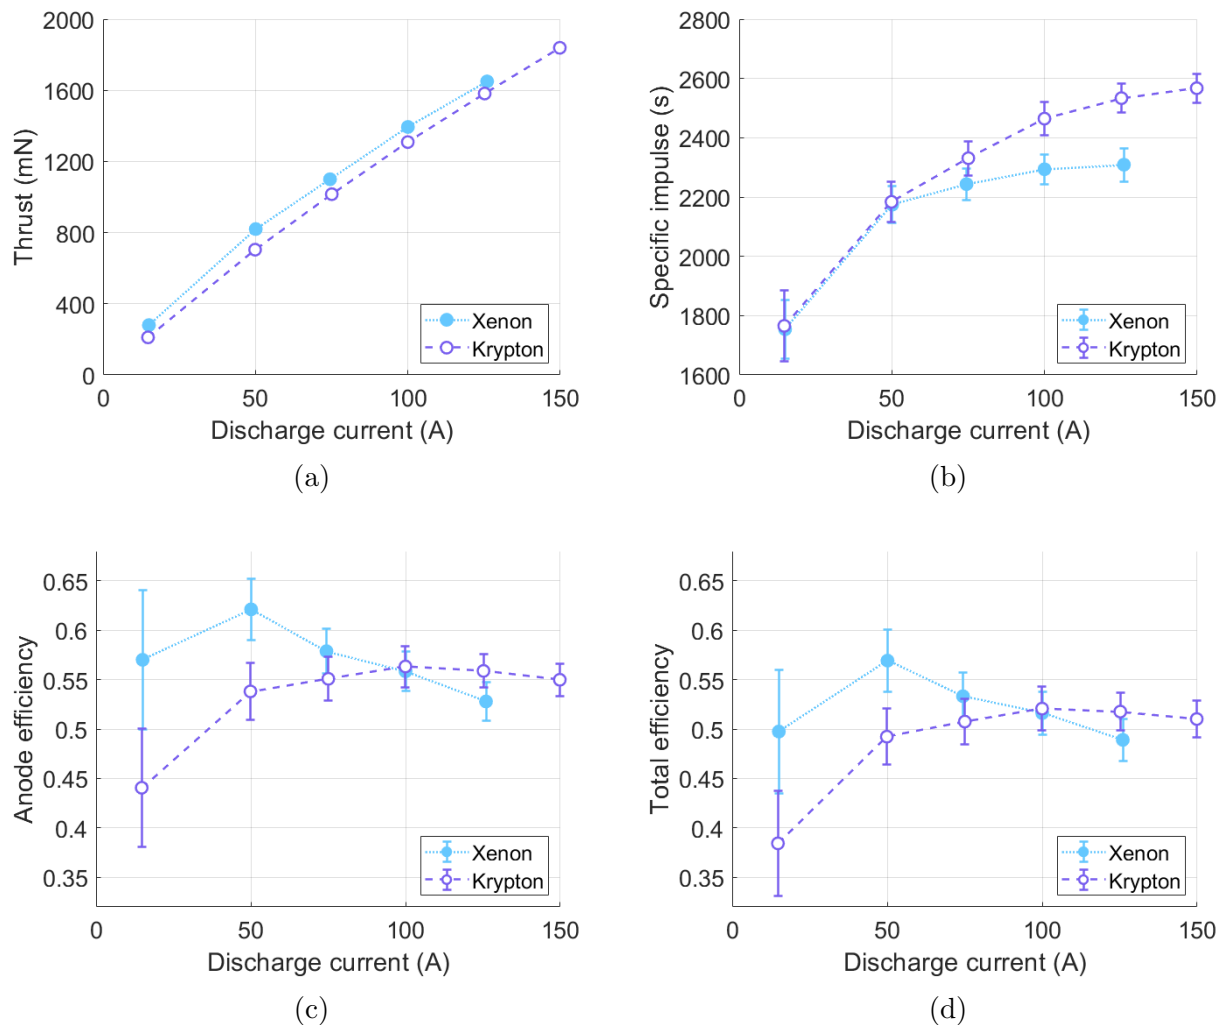 2000
1600
1200
800
400
0
Thrust (mN)
0 50 100 150
Discharge current (A)
Xenon
Krypton
(a)
2800
2600
2400
2200
2000
1800
1600
Specific impulse (s)
0 50 100 150
Discharge current (A)
Xenon
Krypton
(b)
0.65
0.6
0.55
0.5
0.45
0.4
0.35
Anode efficiency
0 50 100 150
Discharge current (A)
Xenon
Krypton
(c)
0.65
0.6
0.55
0.5
0.45
0.4
0.35
Total efficiency
0 50 100 150
Discharge current (A)
Xenon
Krypton
(d)